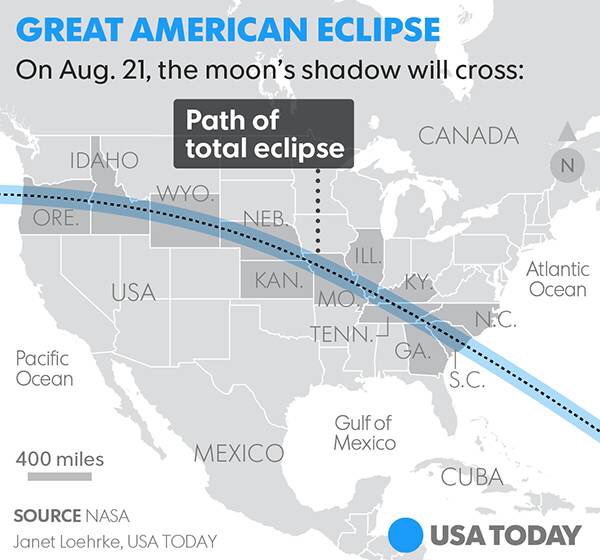 GREAT AMERICAN ECLIPSE
On Aug. 21, the moon's shadow will cross:
Path of
total eclipse
CANADA
N
IDAHO
WYO.
ORE.
NEB.
ILL.
Atlantic
Ocean
KAN.
KY.
USA
MO.
N.C.
TENN.
GA.
Pacific
Ocean
S.C.
Gulf of
Mexico
400 miles
MEXICO
CUBA
SOURCE NASA
Janet Loehrke, USA TODAY
USA TODAY